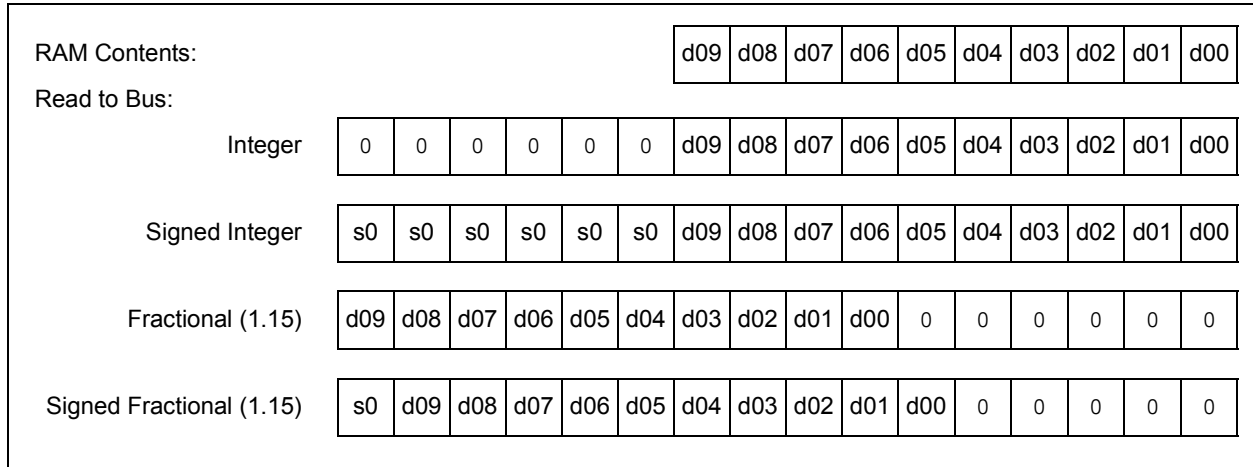 RAM Contents: d09 d08 d07 d06 d05 d04 d03 d02 d01 d00
Read to Bus:
Integer 0 0 0 0 0 0 d09 d08 d07 d06 d05 d04 d03 d02 d01 d00
Signed Integer s0 s0 s0 s0 s0 s0 d09 d08 d07 d06 d05 d04 d03 d02 d01 d00
Fractional (1.15) d09 d08 d07 d06 d05 d04 d03 d02 d01 d00 0 0 0 0 0 0
Signed Fractional (1.15) s0 d09 d08 d07 d06 d05 d04 d03 d02 d01 d00 0 0 0 0 0